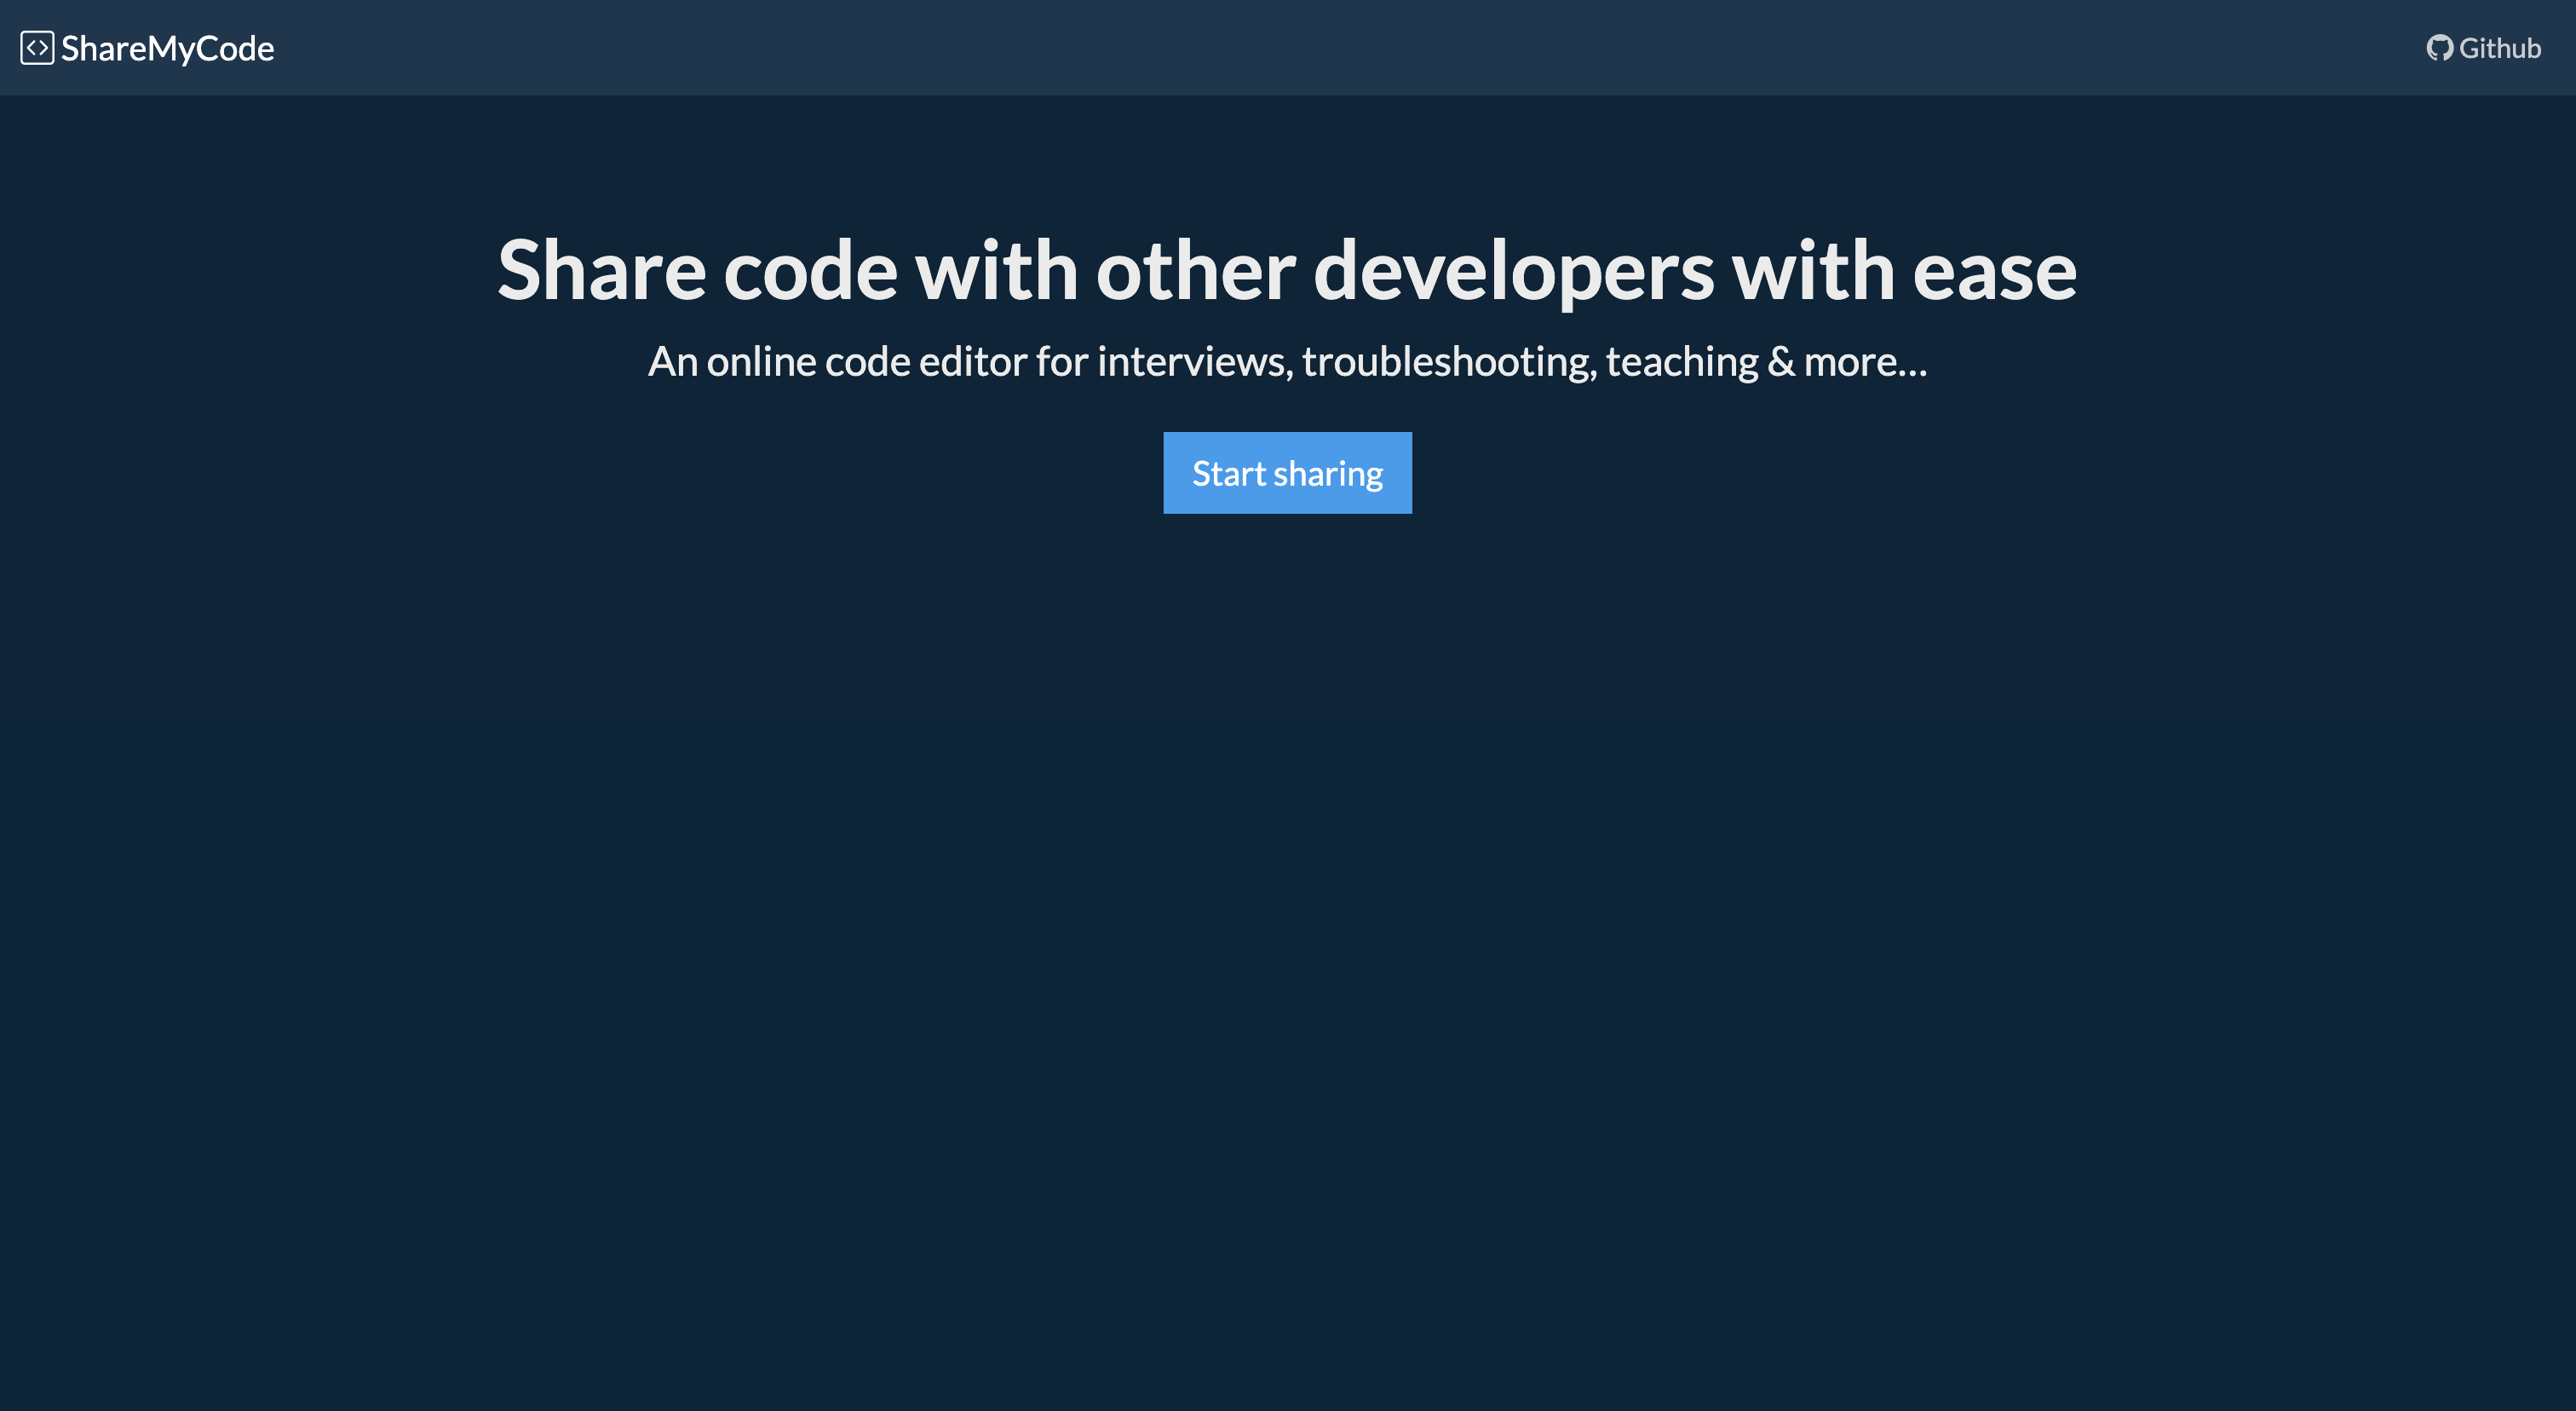 ShareMyCode
Github
Share code with other developers with ease
An online code editor for interviews, troubleshooting, teaching & more...
Start sharing